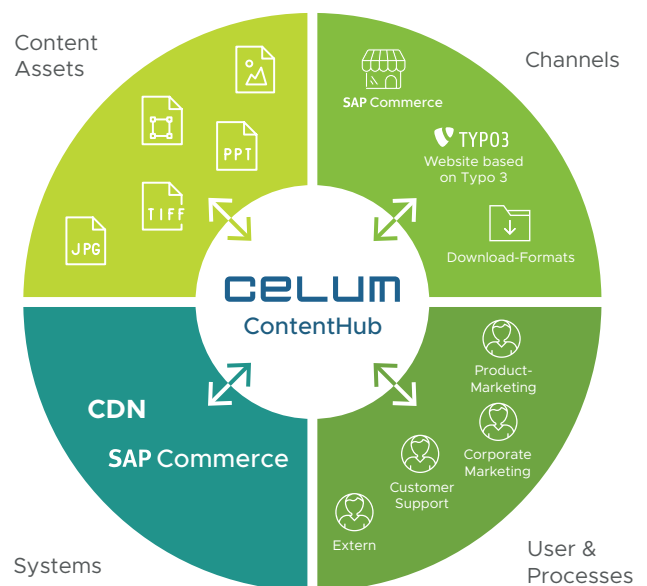 Content
Assets
PPT
TIFF
JPG
Channels
SAP Commerce
TYPO3
Website based
on Typo 3
Download-Formats
CELUM
ContentHub
CDN
SAP Commerce
Systems
Product-
Marketing
Corporate
Marketing
Customer
Support
Extern
User &
Processes